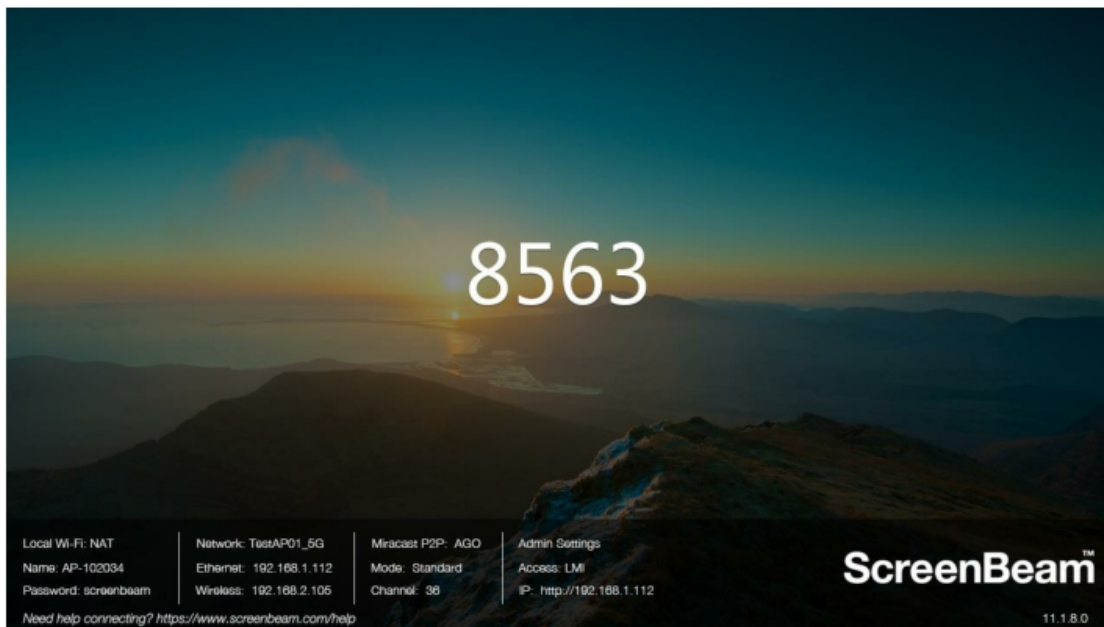 8563
Local Wi-Fi: NAT
Name: AP-102034
Password: screenbeam
Network: TestAP01_5G
Ethernet: 192.168.1.112
Wireless: 192.168.2.105
Miracast P2P: AGO
Mode: Standard
Channel: 36
Admin Settings
Access: LMI
IP: http://192.168.1.112
ScreenBeam™
Need help connecting? https://www.screenbeam.com/help
11.1.8.0